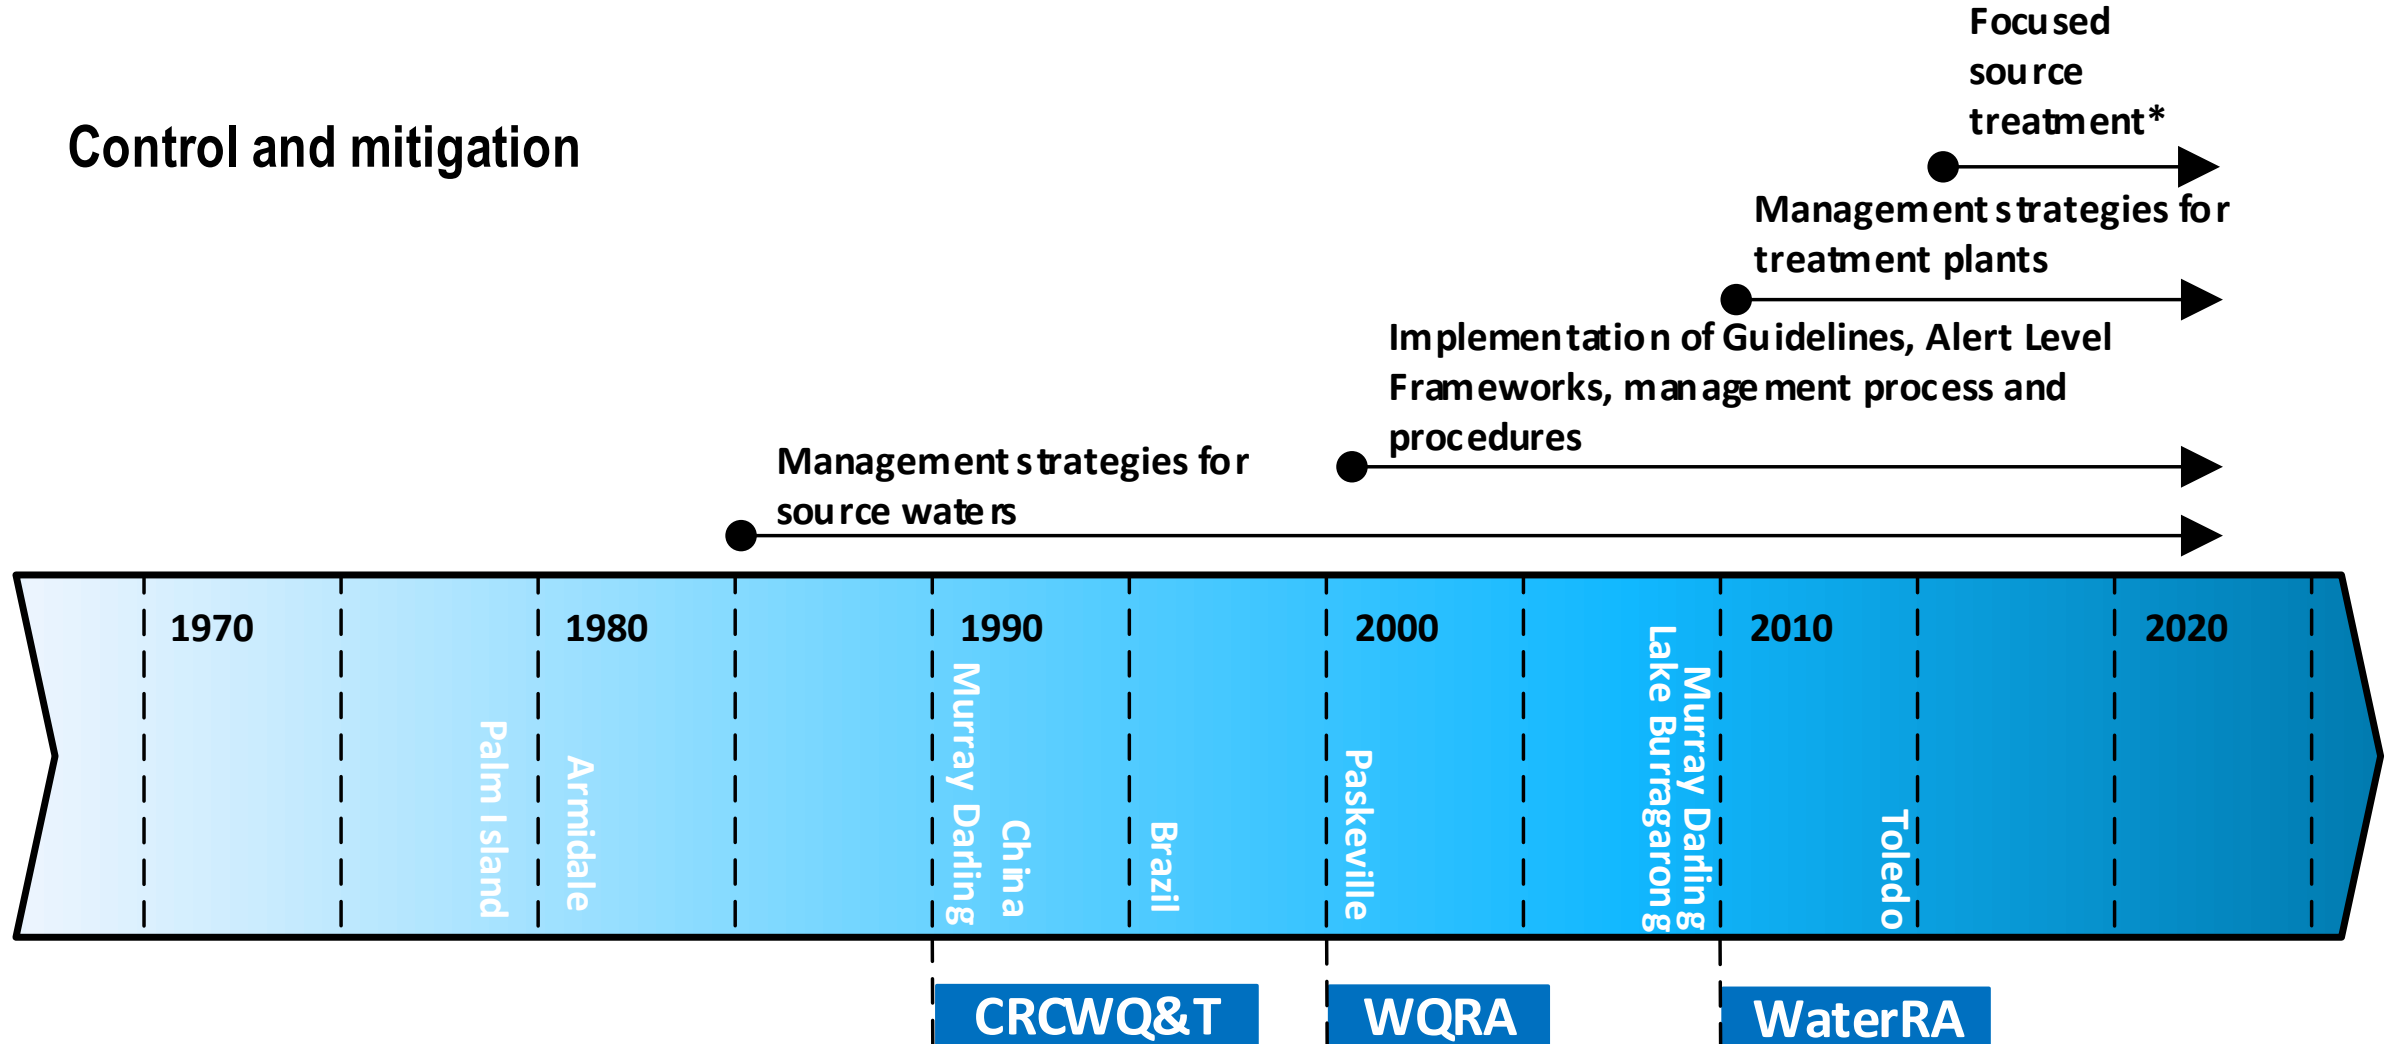 Focused
source
treatment*
Control and mitigation
Management strategies for
treatment plants
Implementation of Guidelines, Alert Level
Frameworks, management process and
procedures
Management strategies for
source waters
1970
1980
1990
2000
2010
2020
Palm Island
Armidale
Murray Darling
China
Brazil
Paskeville
Lake Burragarong
Murray Darling
Toledo
CRCWQ&T
WQRA
WaterRA